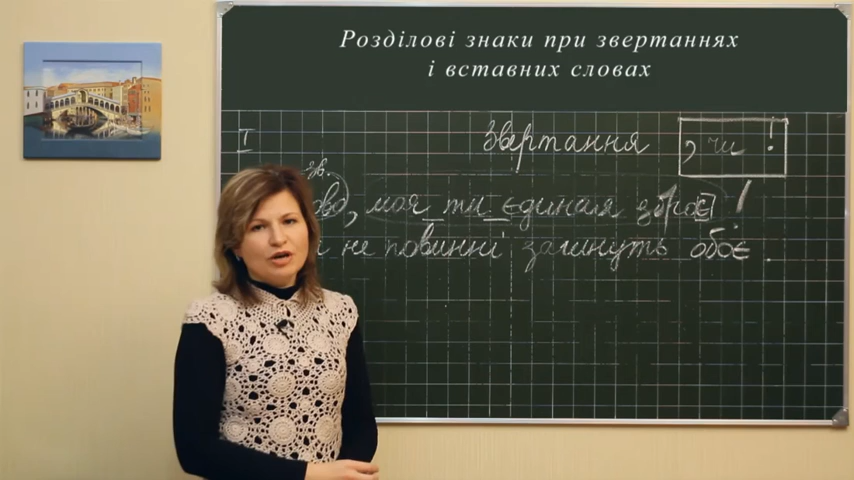 Розділові знаки при звертаннях
і вставних словах
I Звертання , чи !
зв.
моя ти єдиная зброє!
не повинні загинуть обоє.